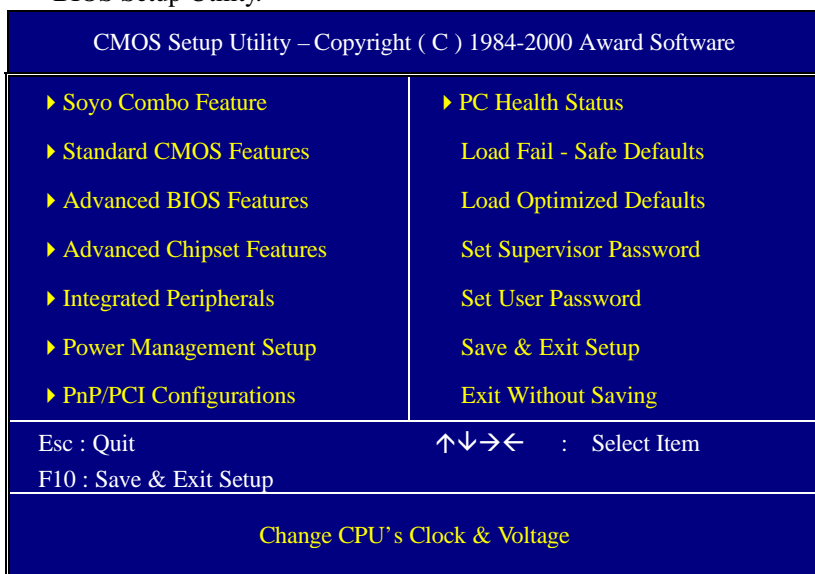 BIOS Setup Utility.
CMOS Setup Utility – Copyright ( C ) 1984-2000 Award Software
Soyo Combo Feature
Standard CMOS Features
Advanced BIOS Features
Advanced Chipset Features
Integrated Peripherals
Power Management Setup
PnP/PCI Configurations
PC Health Status
Load Fail - Safe Defaults
Load Optimized Defaults
Set Supervisor Password
Set User Password
Save & Exit Setup
Exit Without Saving
Esc : Quit
↑↓→← : Select Item
F10 : Save & Exit Setup
Change CPU's Clock & Voltage